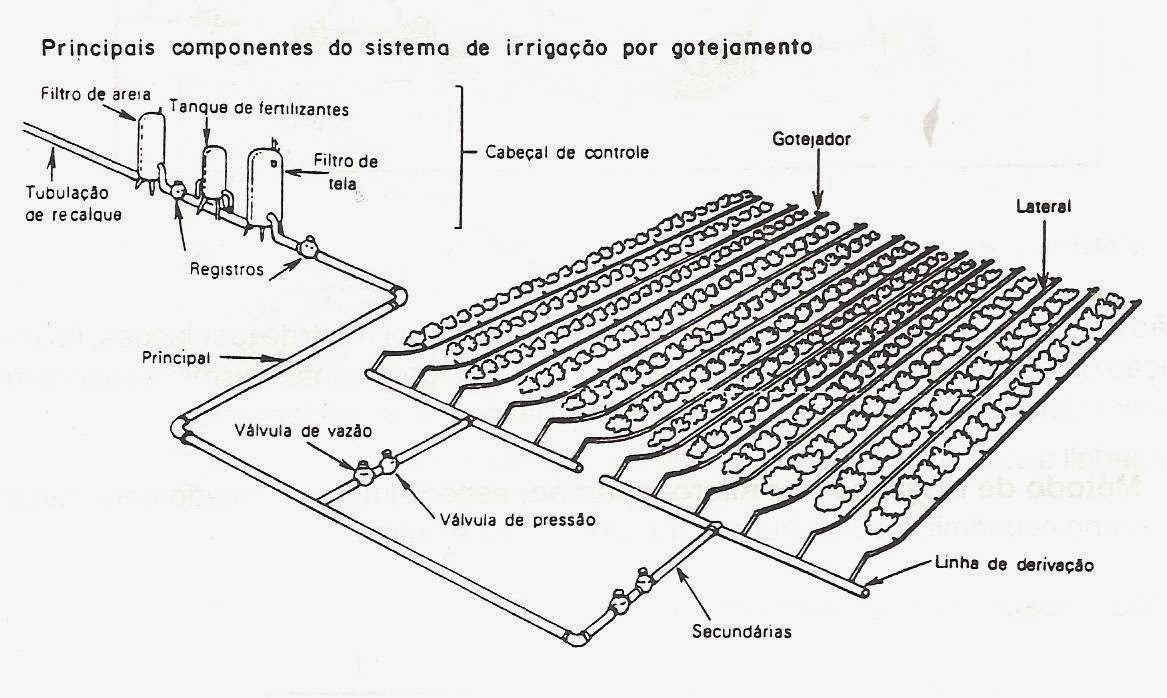 Principais componentes do sistema de irrigação por gotejamento
Filtro de areia
Tanque de fertilizantes
Filtro de
tela
Cabeçal de controle
Tubulação
de recalque
Registros
Gotejador
Lateral
Principal
Válvula de vazão
Válvula de pressão
Linha de derivação
Secundárias